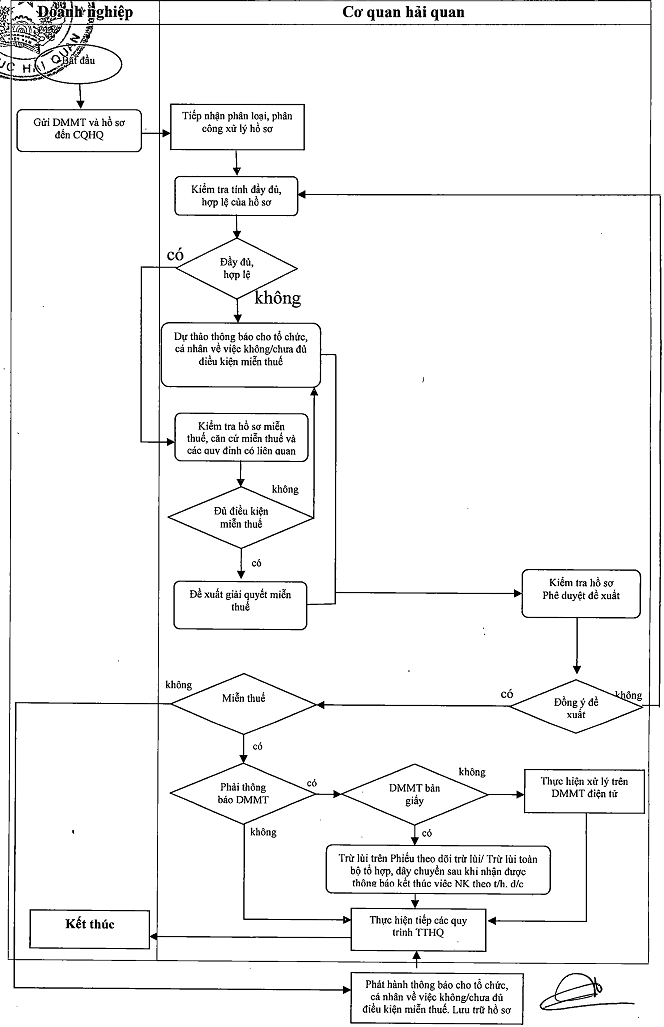 Doanh nghiệp
Cơ quan hải quan
ỤC HẢI QUAN
Bắt đầu
Gửi DMMT và hồ sơ
đến CQHQ
Tiếp nhận phân loại, phân
công xử lý hồ sơ
Kiểm tra tính đầy đủ,
hợp lệ của hồ sơ
có
Đầy đủ,
hợp lệ
không
Dự thảo thông báo cho tổ chức,
cá nhân về việc không/chưa đủ
điều kiện miễn thuế
Kiểm tra hồ sơ miễn
thuế, căn cứ miễn thuế và
các quy định có liên quan
không
Đủ điều kiện
miễn thuế
có
Đề xuất giải quyết miễn
thuế
Kiểm tra hồ sơ
Phê duyệt đề xuất
không
Miễn thuế
có
Đồng ý đề
xuất
không
có
Phải thông
báo DMMT
có
DMMT bản
giấy
không
Thực hiện xử lý trên
DMMT điện tử
không
có
Trừ lùi trên Phiếu theo dõi trừ lùi/ Trừ lùi toàn
bộ tổ hợp, dây chuyền sau khi nhận được
thông báo kết thúc việc NK theo t/h, d/c
Kết thúc
Thực hiện tiếp các quy
trình TTHQ
Phát hành thông báo cho tổ chức,
cá nhân về việc không/chưa đủ
điều kiện miễn thuế. Lưu trữ hồ sơ